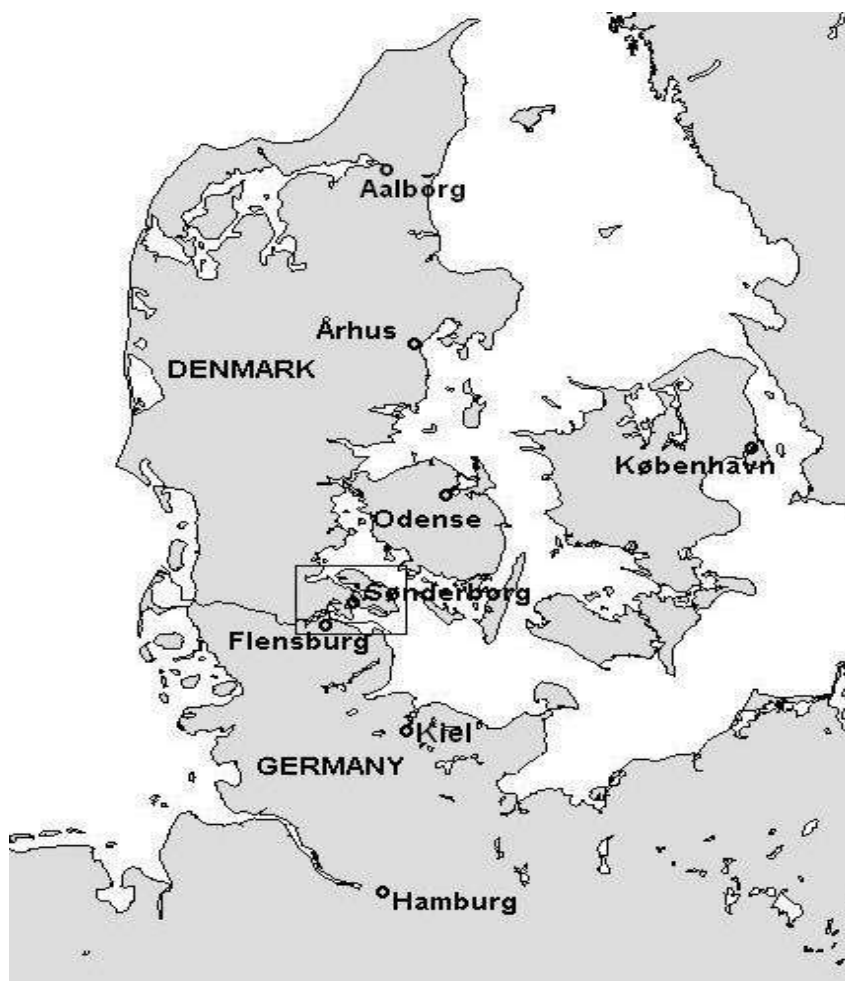 Aalborg
Århus
DENMARK
København
Odense
Sønderborg
Flensburg
Kiel
GERMANY
Hamburg